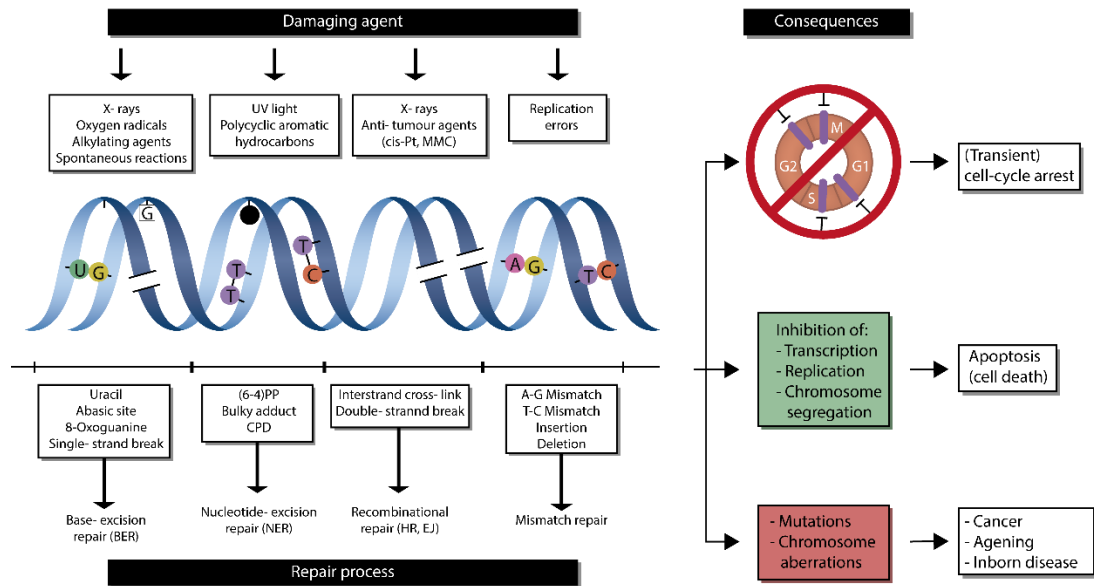 Damaging agent
X- rays
Oxygen radicals
Alkylating agents
Spontaneous reactions
UV light
Polycyclic aromatic
hydrocarbons
X- rays
Anti- tumour agents
(cis-Pt, MMC)
Replication
errors
G
U G
T
T
T
C
A G
T C
Uracil
Abasic site
8-Oxoguanine
Single- strand break
(6-4)PP
Bulky adduct
CPD
Interstrand cross- link
Double- strannd break
A-G Mismatch
T-C Mismatch
Insertion
Deletion
Base- excision
repair (BER)
Nucleotide- excision
repair (NER)
Recombinational
repair (HR, EJ)
Mismatch repair
Repair process
Consequences
M
G2
G1
S
(Transient)
cell-cycle arrest
Inhibition of:
- Transcription
- Replication
- Chromosome
segregation
Apoptosis
(cell death)
- Mutations
- Chromosome
aberrations
- Cancer
- Agening
- Inborn disease